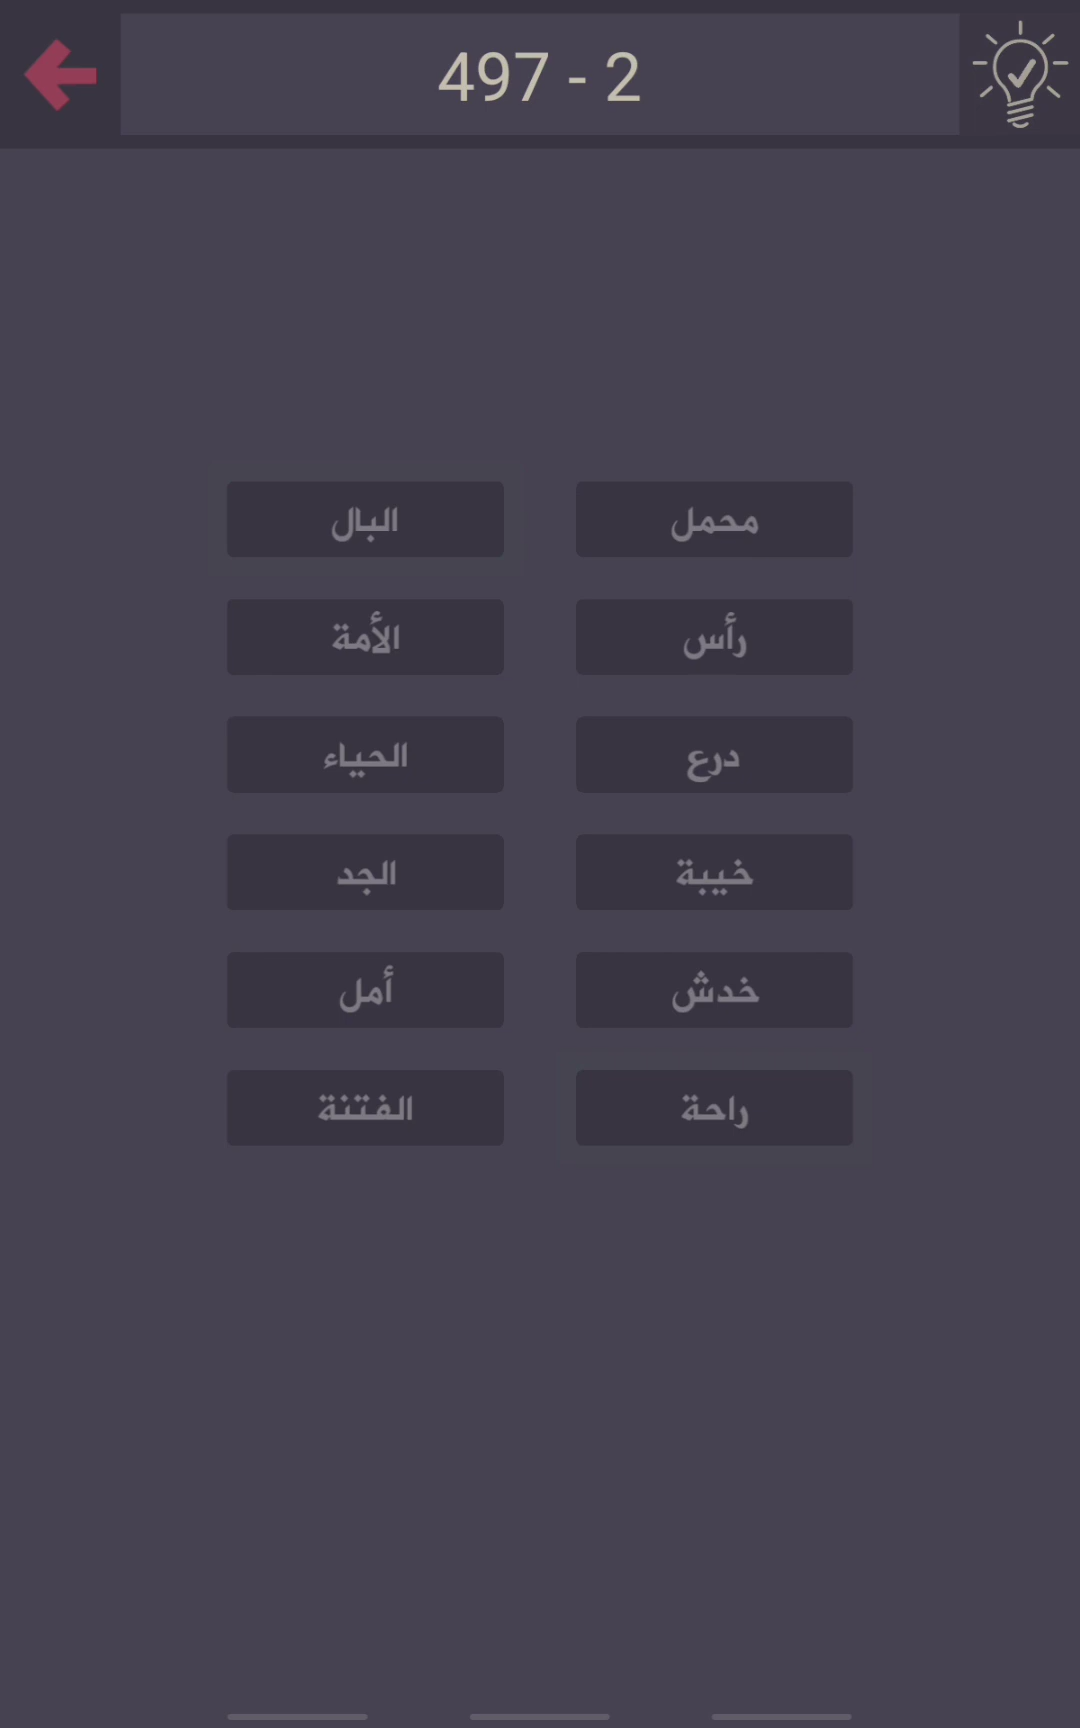 497 - 2
محمل
البال
رأس
الأمة
درع
الحياء
خيبة
الجد
خدش
أمل
راحة
الفتنة